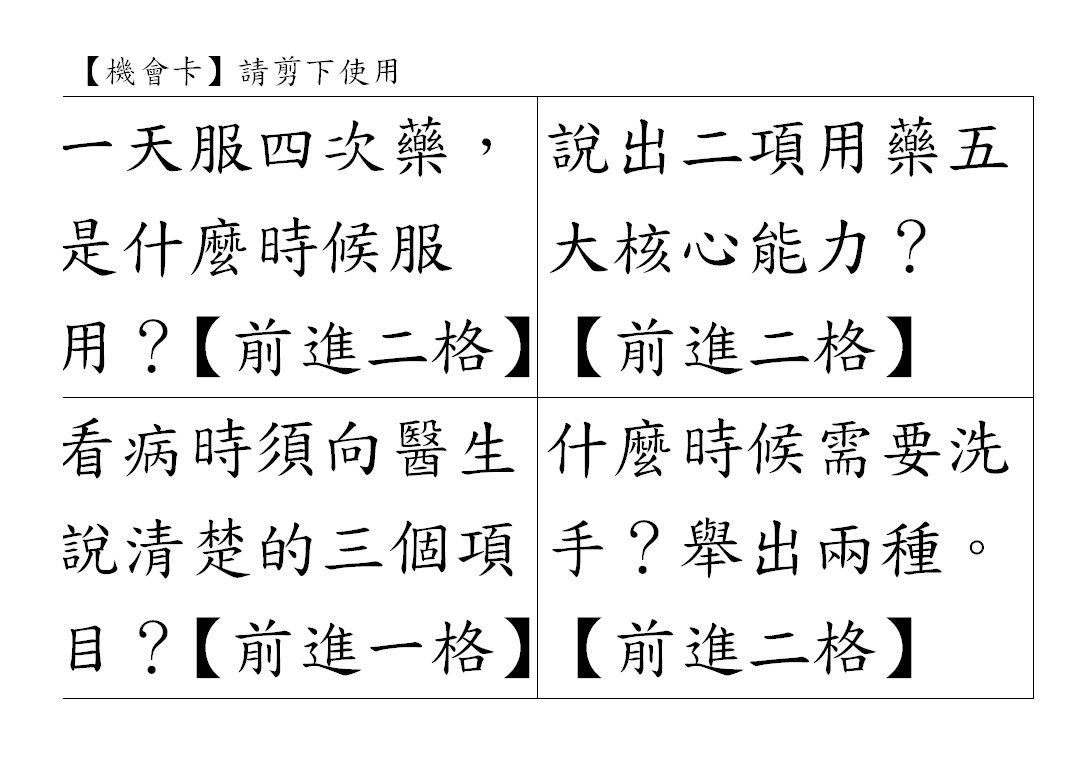 【機會卡】請剪下使用
一天服四次藥，
是什麼時候服
用？【前進二格】
說出二項用藥五
大核心能力？
【前進二格】
看病時須向醫生
說清楚的三個項
目？【前進一格】
什麼時候需要洗
手？舉出兩種。
【前進二格】